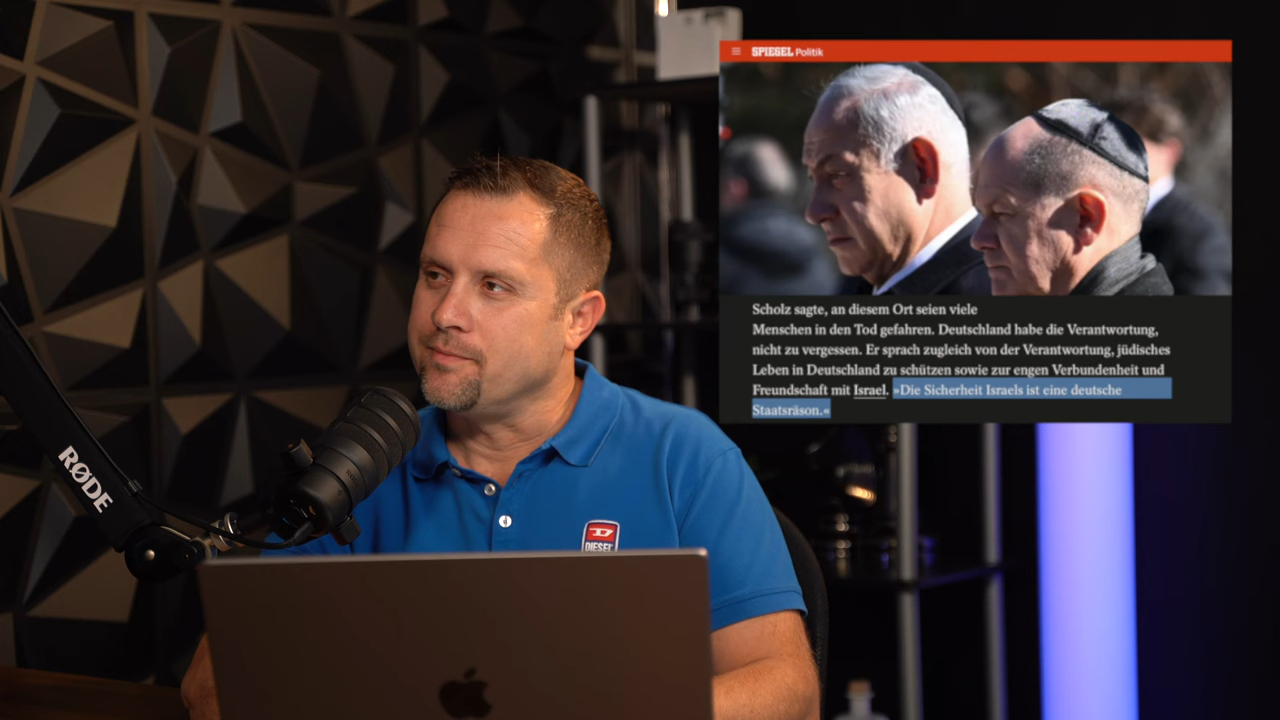 SPIEGEL Politik
Scholz sagte, an diesem Ort seien viele
Menschen in den Tod gefahren. Deutschland habe die Verantwortung,
nicht zu vergessen. Er sprach zugleich von der Verantwortung, jüdisches
Leben in Deutschland zu schützen sowie zur engen Verbundenheit und
Freundschaft mit Israel. »Die Sicherheit Israels ist eine deutsche
Staatsräson.«
RØDE
DIESEL